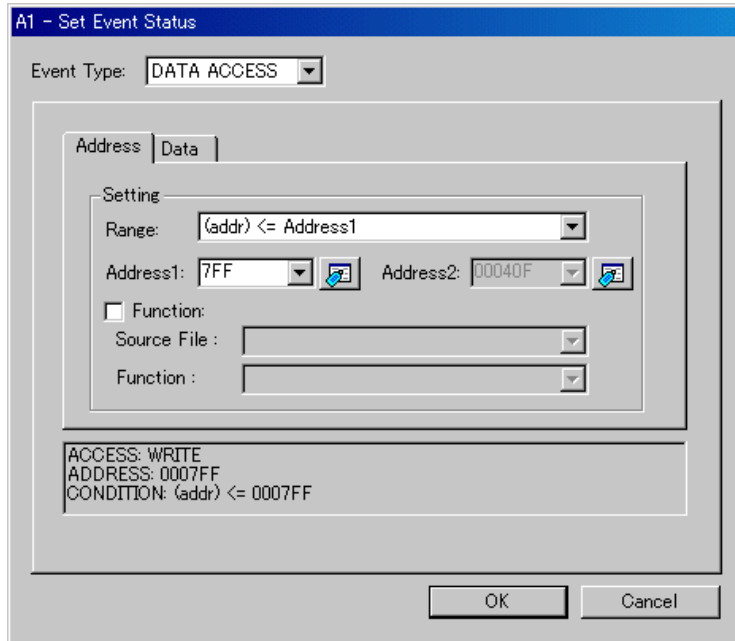 A1 - Set Event Status
Event Type: DATA ACCESS
Address Data
Setting
Range: (addr) <= Address1
Address1: 7FF Address2: 00040F
Function:
Source File :
Function :
ACCESS: WRITE
ADDRESS: 0007FF
CONDITION: (addr) <= 0007FF
OK Cancel